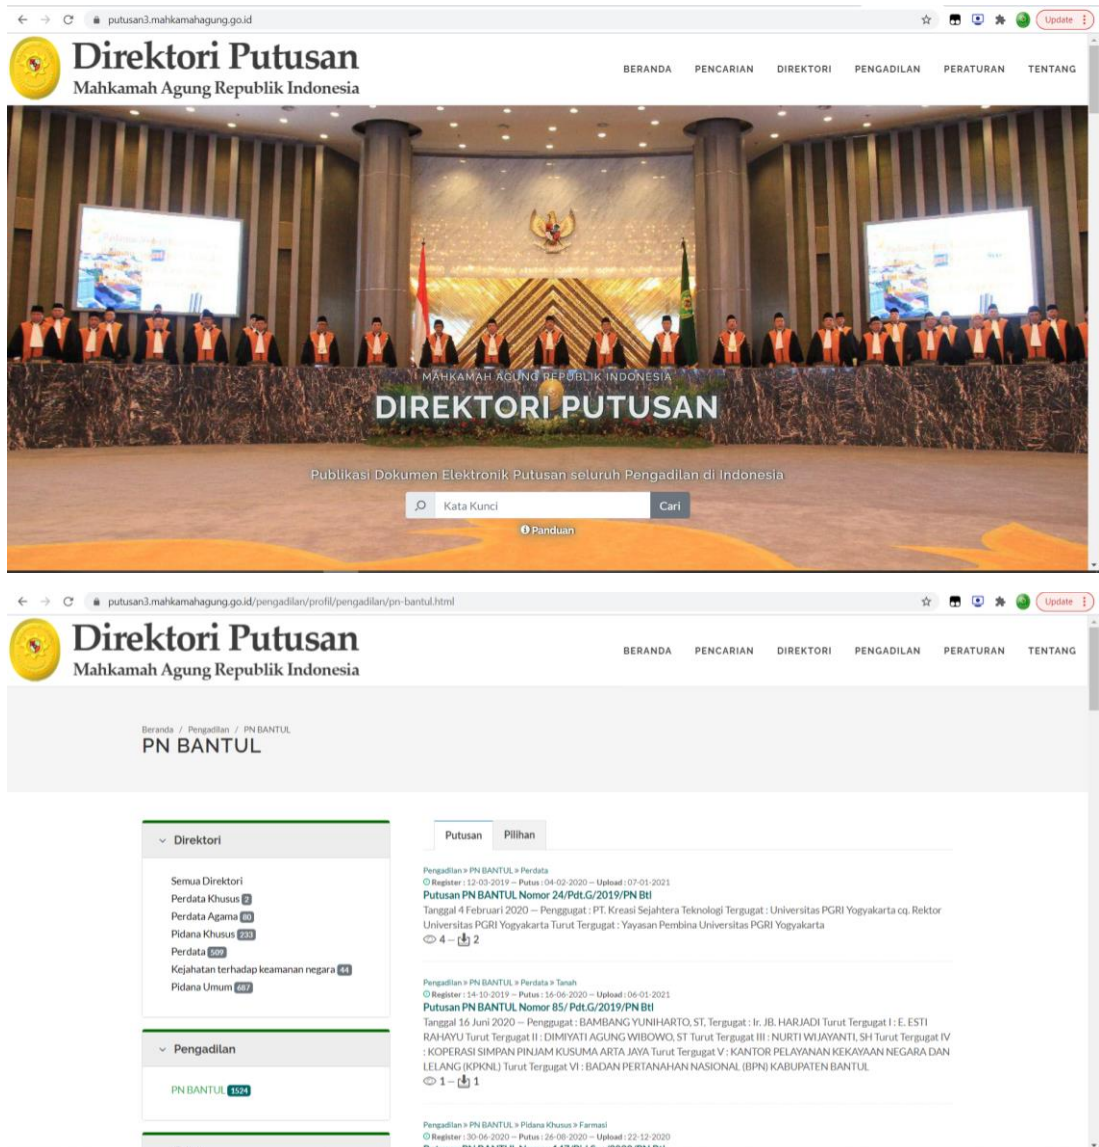 putusan3.mahkamahagung.go.id
Update
Direktori Putusan
Mahkamah Agung Republik Indonesia
BERANDA PENCARIAN DIREKTORI PENGADILAN PERATURAN TENTANG
MAHKAMAH AGUNG REPUBLIK INDONESIA
DIREKTORI PUTUSAN
Publikasi Dokumen Elektronik Putusan seluruh Pengadilan di Indonesia
Kata Kunci Cari
Panduan
putusan3.mahkamahagung.go.id/pengadilan/profil/pengadilan/pn-bantul.html
Update
Direktori Putusan
Mahkamah Agung Republik Indonesia
BERANDA PENCARIAN DIREKTORI PENGADILAN PERATURAN TENTANG
Beranda / Pengadilan / PN BANTUL
PN BANTUL
Direktori
Semua Direktori
Perdata Khusus 2
Perdata Agama 80
Pidana Khusus 233
Perdata 509
Kejahatan terhadap keamanan negara 44
Pidana Umum 687
Pengadilan
PN BANTUL 1524
Putusan Pilihan
Pengadilan » PN BANTUL » Perdata
Register : 12-03-2019 — Putus : 04-02-2020 — Upload : 07-01-2021
Putusan PN BANTUL Nomor 24/Pdt.G/2019/PN Btl
Tanggal 4 Februari 2020 — Penggugat : PT. Kreasi Sejahtera Teknologi Tergugat : Universitas PGRI Yogyakarta cq. Rektor
Universitas PGRI Yogyakarta Turut Tergugat : Yayasan Pembina Universitas PGRI Yogyakarta
4 — 2
Pengadilan » PN BANTUL » Perdata » Tanah
Register : 14-10-2019 — Putus : 16-06-2020 — Upload : 06-01-2021
Putusan PN BANTUL Nomor 85/ Pdt.G/2019/PN Btl
Tanggal 16 Juni 2020 — Penggugat : BAMBANG YUNIHARTO, ST, Tergugat : Ir. JB. HARJADI Turut Tergugat I : E. ESTI
RAHAYU Turut Tergugat II : DIMIYATI AGUNG WIBOWO, ST Turut Tergugat III : NURTI WIJAYANTI, SH Turut Tergugat IV
: KOPERASI SIMPAN PINJAM KUSUMA ARTA JAYA Turut Tergugat V : KANTOR PELAYANAN KEKAYAAN NEGARA DAN
LELANG (KPKNL) Turut Tergugat VI : BADAN PERTANAHAN NASIONAL (BPN) KABUPATEN BANTUL
1 — 1
Pengadilan » PN BANTUL » Pidana Khusus » Farmasi
Register : 30-06-2020 — Putus : 26-08-2020 — Upload : 22-12-2020